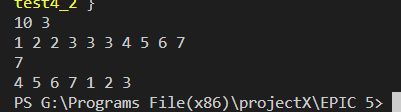 test4_2 }
10 3
1 2 2 3 3 3 4 5 6 7
7
4 5 6 7 1 2 3
PS G:\Programs File(x86)\projectX\EPIC 5>